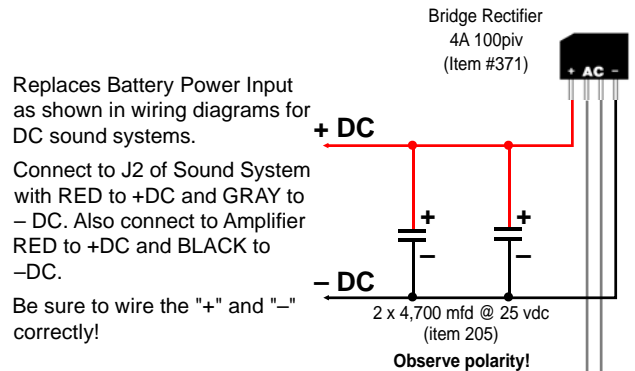 Bridge Rectifier
4A 100piv
(Item #371)
+ AC –
Replaces Battery Power Input
as shown in wiring diagrams for
DC sound systems.
Connect to J2 of Sound System
with RED to +DC and GRAY to
– DC. Also connect to Amplifier
RED to +DC and BLACK to
–DC.
Be sure to wire the "+" and "–"
correctly!
+ DC
+
+
–
–
– DC
2 x 4,700 mfd @ 25 vdc
(item 205)
Observe polarity!